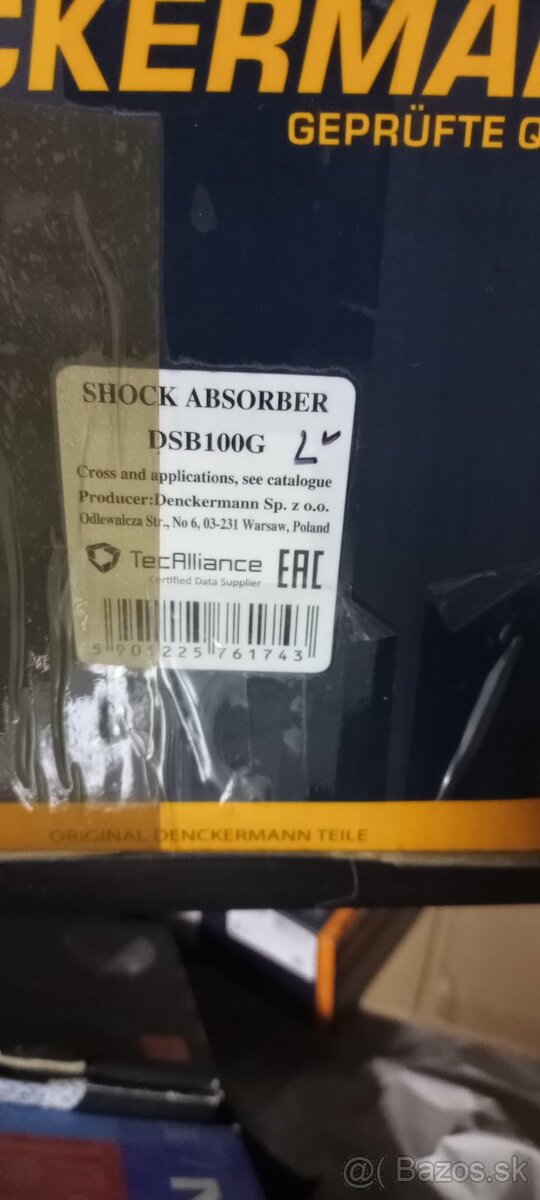 CKERMA
GEPRÜFTE Q
SHOCK ABSORBER
DSB100G L
Cross and applications, see catalogue
Producer:Denckermann Sp. z o.o.
Odlewnicza Str., No 6, 03-231 Warsaw, Poland
TecAlliance EAC
Certified Data Supplier
5 901225 761743
ORIGINAL DENCKERMANN TEILE
@ Bazos.sk